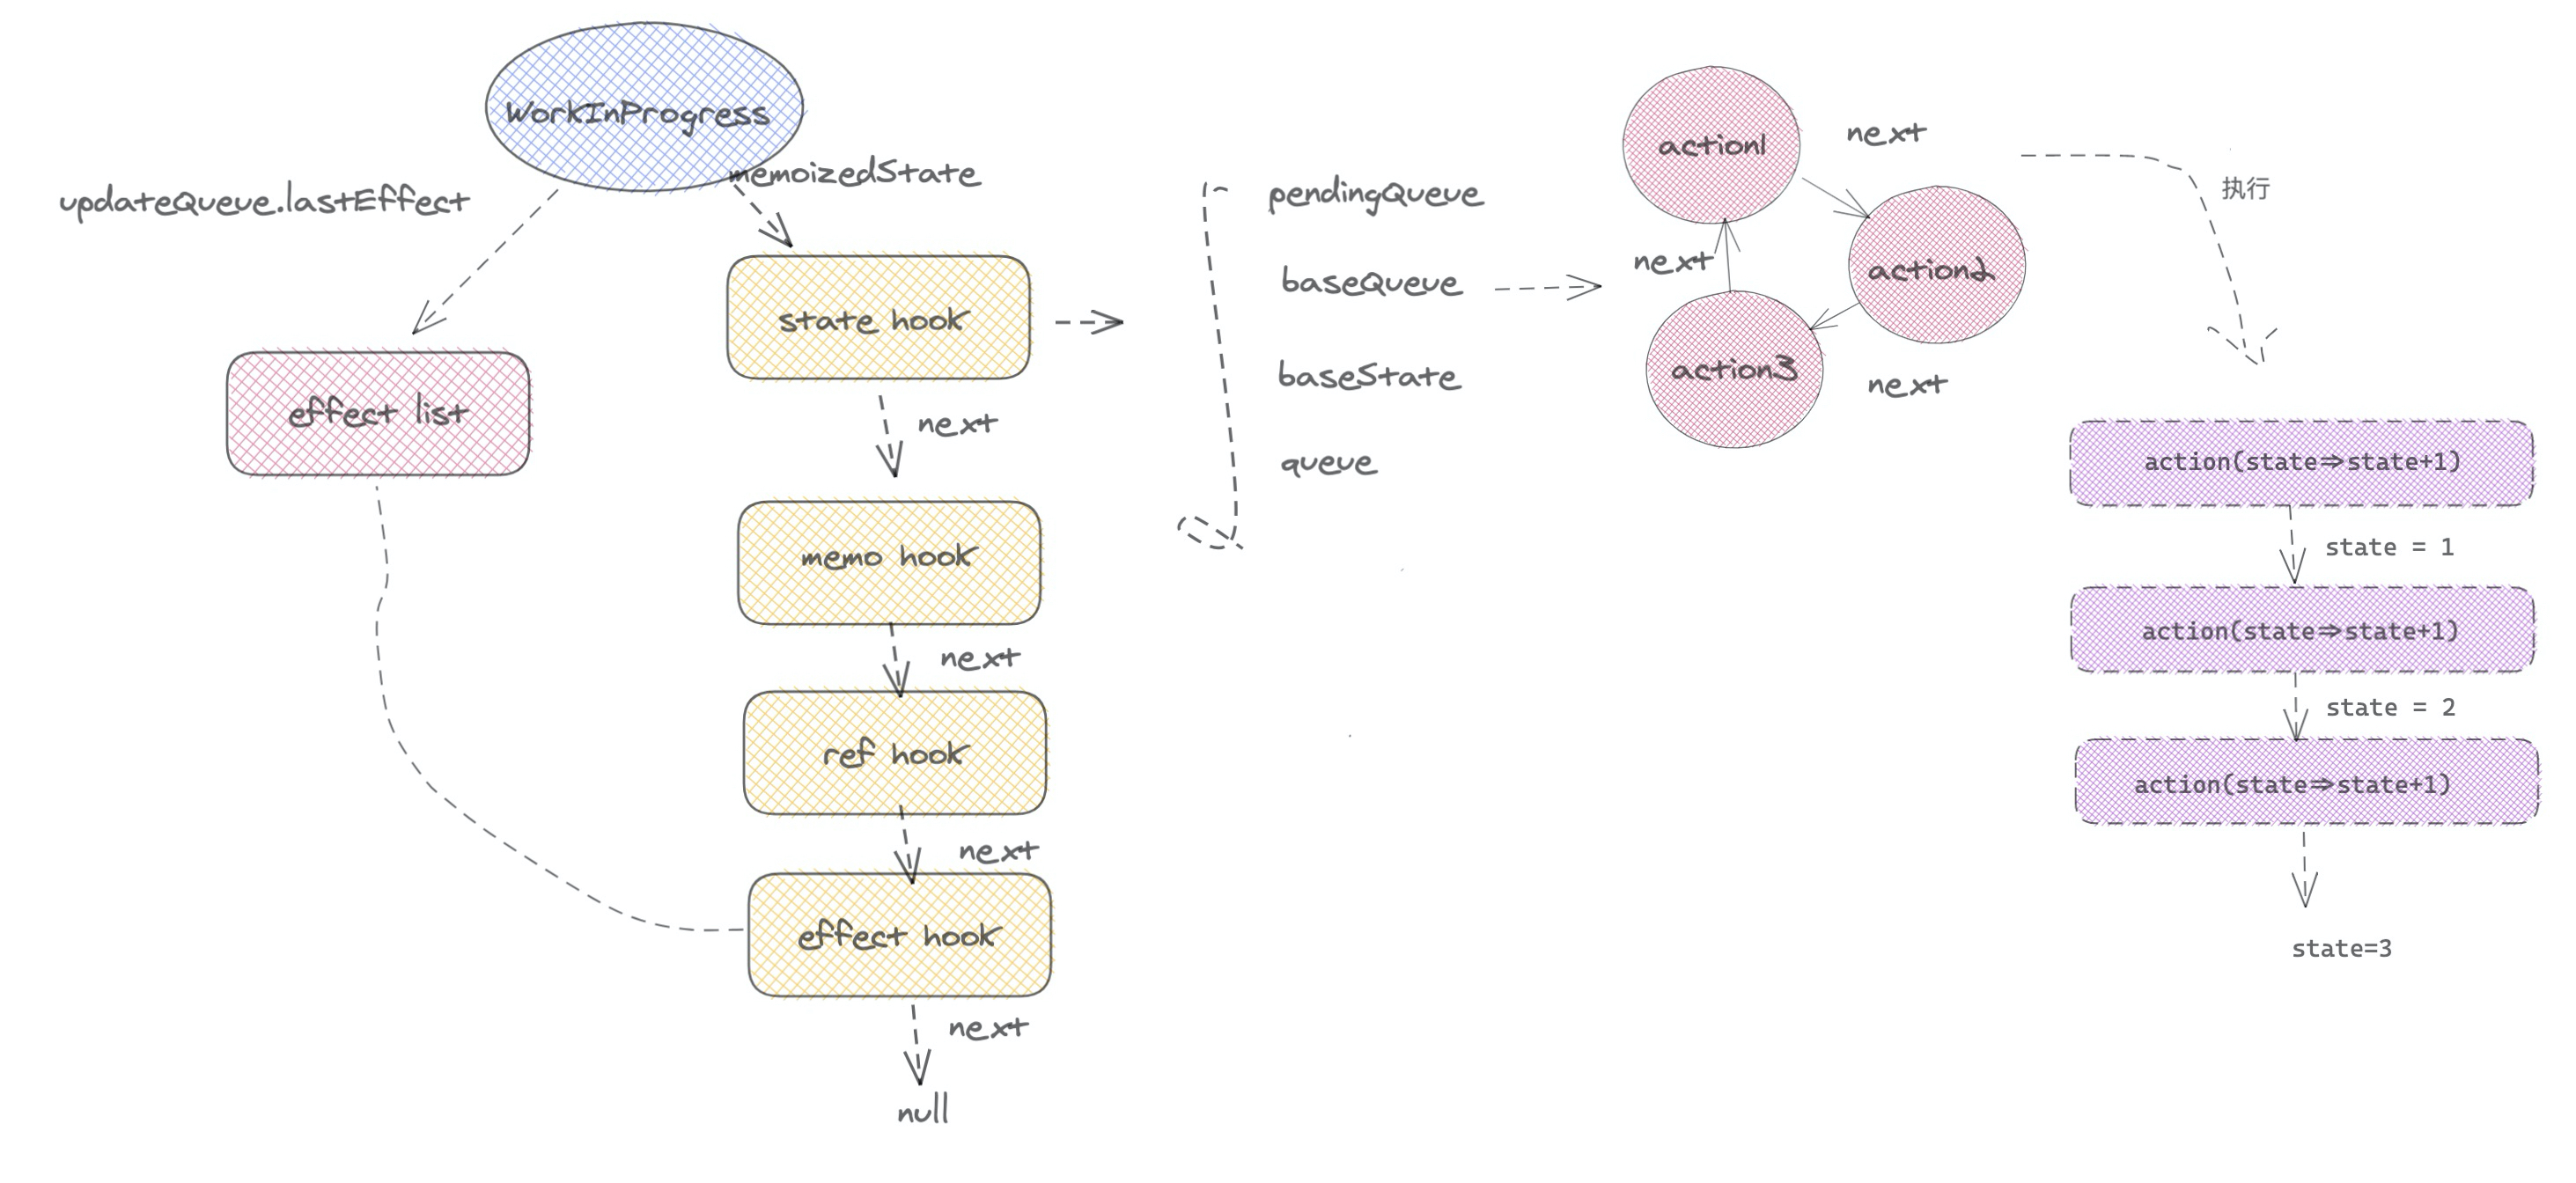 WorkInProgress
memoizedState
updateQueue.lastEffect
effect list
state hook
next
memo hook
next
ref hook
next
effect hook
next
null
pendingQueue
baseQueue
baseState
queue
action1
next
action2
next
action3
next
执行
action(state=>state+1)
state = 1
action(state=>state+1)
state = 2
action(state=>state+1)
state=3